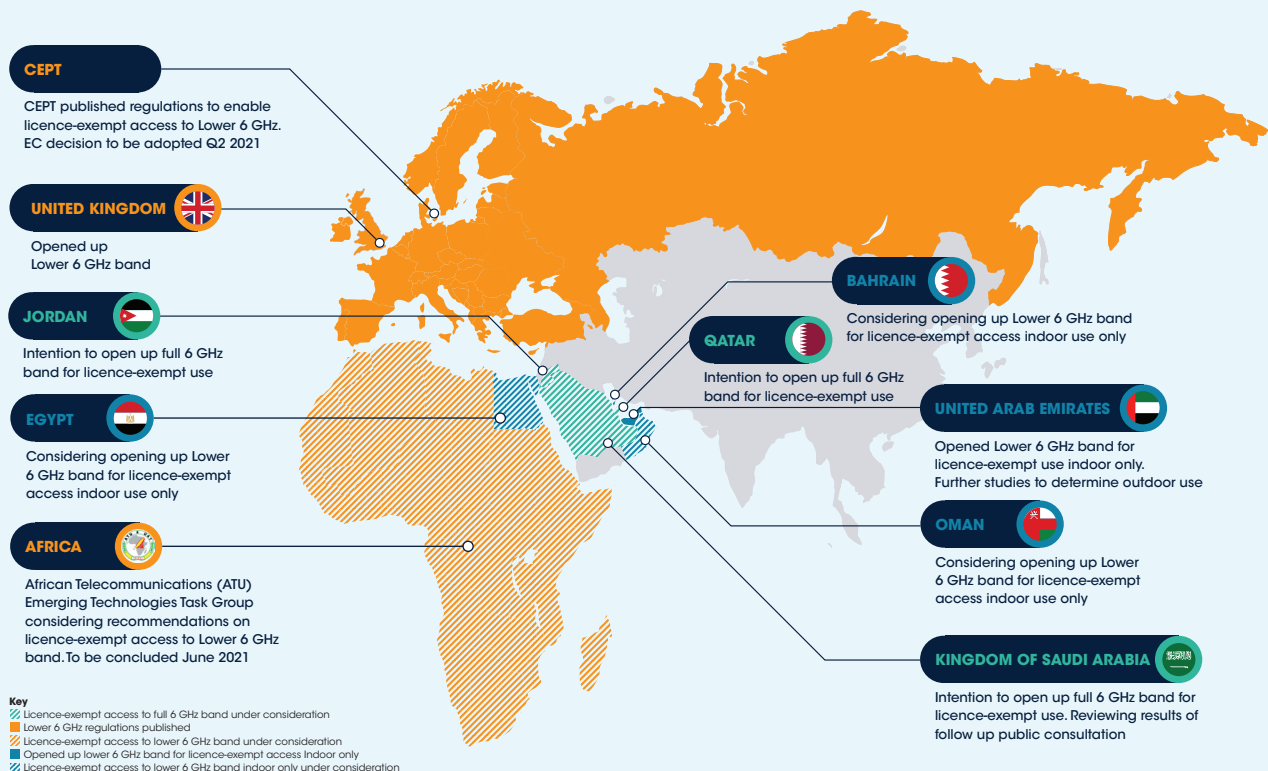 CEPT
CEPT published regulations to enable
licence-exempt access to Lower 6 GHz.
EC decision to be adopted Q2 2021
UNITED KINGDOM
Opened up
Lower 6 GHz band
JORDAN
Intention to open up full 6 GHz
band for licence-exempt use
EGYPT
Considering opening up Lower
6 GHz band for licence-exempt
access indoor use only
AFRICA
African Telecommunications (ATU)
Emerging Technologies Task Group
considering recommendations on
licence-exempt access to Lower 6 GHz
band. To be concluded June 2021
BAHRAIN
Considering opening up Lower 6 GHz band
for licence-exempt access indoor use only
QATAR
Intention to open up full 6 GHz
band for licence-exempt use
UNITED ARAB EMIRATES
Opened Lower 6 GHz band for
licence-exempt use indoor only.
Further studies to determine outdoor use
OMAN
Considering opening up Lower
6 GHz band for licence-exempt
access indoor use only
KINGDOM OF SAUDI ARABIA
Intention to open up full 6 GHz band for
licence-exempt use. Reviewing results of
follow up public consultation
Key
Licence-exempt access to full 6 GHz band under consideration
Lower 6 GHz regulations published
Licence-exempt access to lower 6 GHz band under consideration
Opened up lower 6 GHz band for licence-exempt access Indoor only
Licence-exempt access to lower 6 GHz band indoor only under consideration